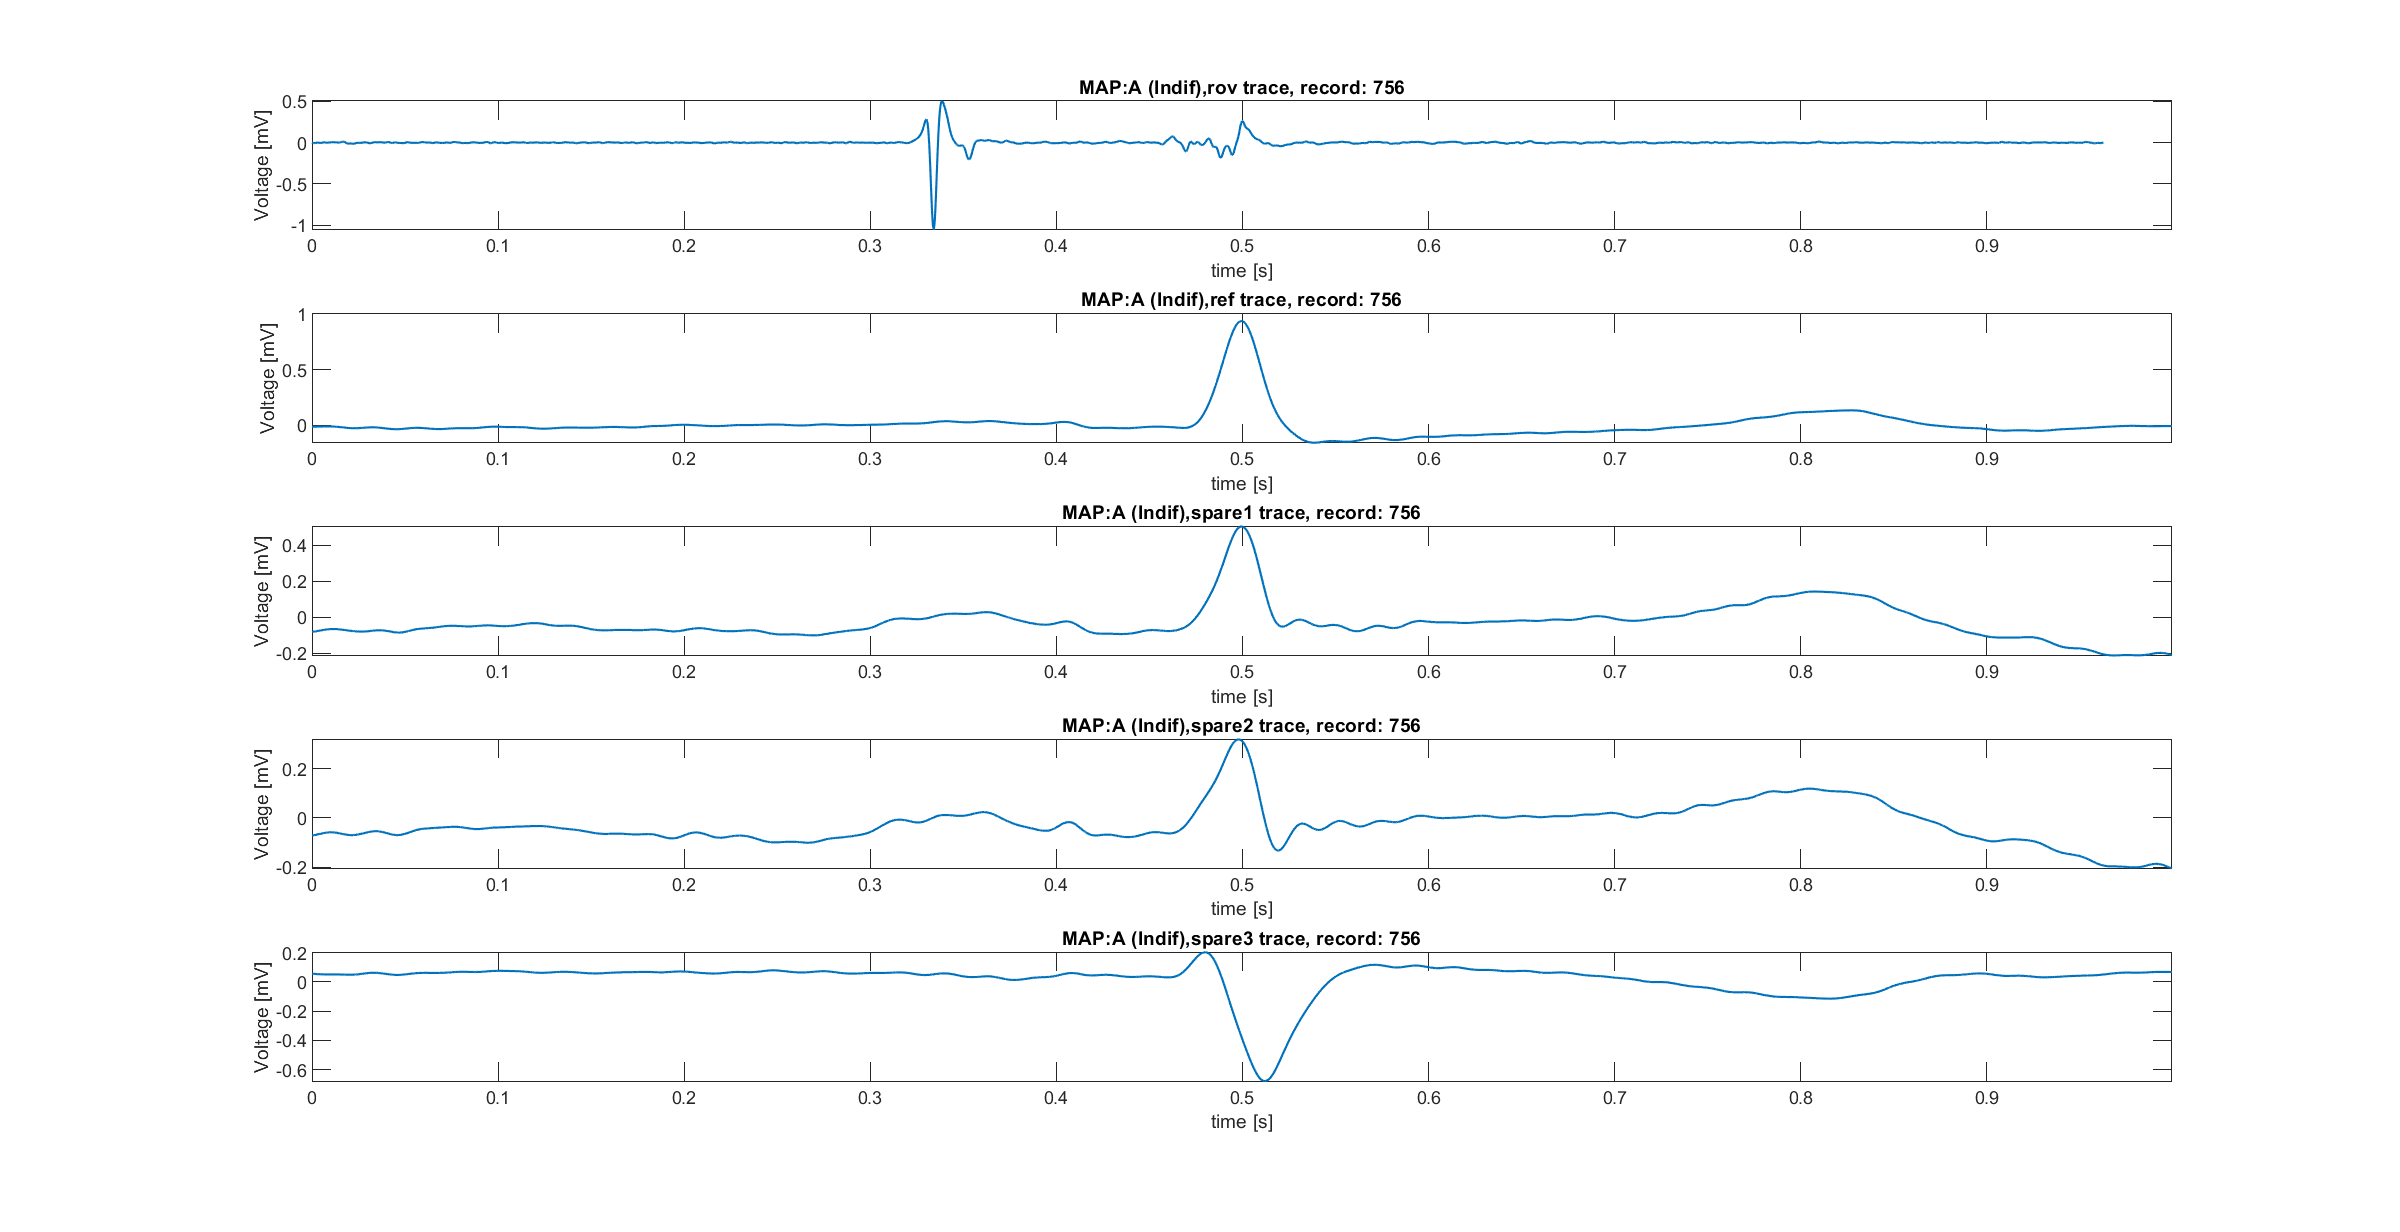 MAP:A (Indif),rov trace, record: 756
Voltage [mV]
0.5
0
-0.5
-1
0 0.1 0.2 0.3 0.4 0.5 0.6 0.7 0.8 0.9
time [s]
MAP:A (Indif),ref trace, record: 756
Voltage [mV]
1
0.5
0
0 0.1 0.2 0.3 0.4 0.5 0.6 0.7 0.8 0.9
time [s]
MAP:A (Indif),spare1 trace, record: 756
Voltage [mV]
0.4
0.2
0
-0.2
0 0.1 0.2 0.3 0.4 0.5 0.6 0.7 0.8 0.9
time [s]
MAP:A (Indif),spare2 trace, record: 756
Voltage [mV]
0.2
0
-0.2
0 0.1 0.2 0.3 0.4 0.5 0.6 0.7 0.8 0.9
time [s]
MAP:A (Indif),spare3 trace, record: 756
Voltage [mV]
0.2
0
-0.2
-0.4
-0.6
0 0.1 0.2 0.3 0.4 0.5 0.6 0.7 0.8 0.9
time [s]